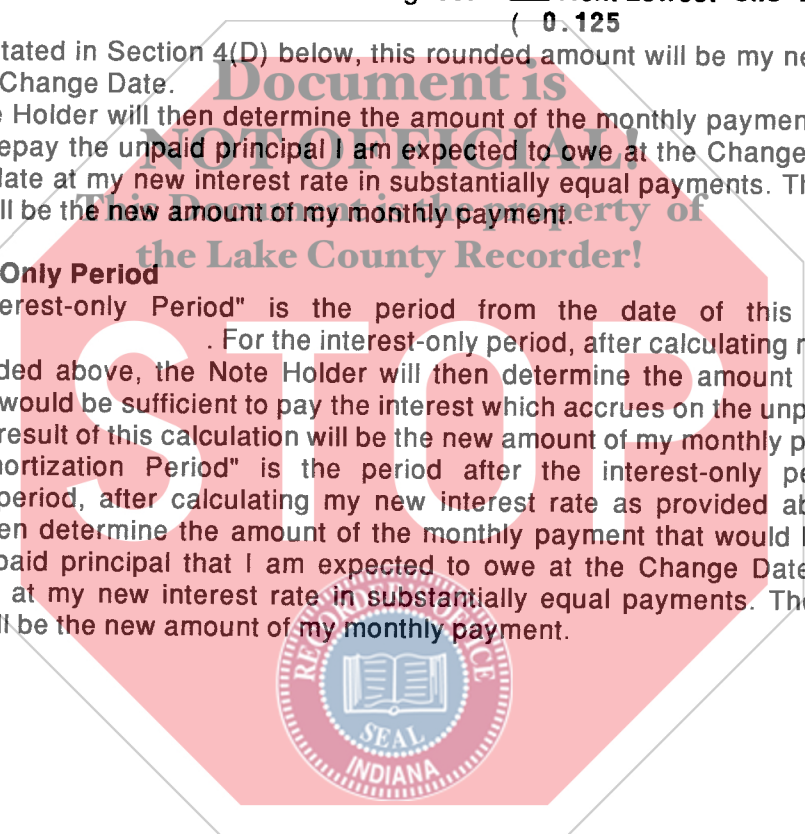 ( 0.125
tated in Section 4(D) below, this rounded amount will be my ne
Change Date.
Holder will then determine the amount of the monthly paymen
epay the unpaid principal I am expected to owe at the Change
late at my new interest rate in substantially equal payments. Th
ll be the new amount of my monthly payment.
Only Period
erest-only Period" is the period from the date of this
. For the interest-only period, after calculating
ded above, the Note Holder will then determine the amount
would be sufficient to pay the interest which accrues on the unp
result of this calculation will be the new amount of my monthly p
nortization Period" is the period after the interest-only pe
period, after calculating my new interest rate as provided ab
en determine the amount of the monthly payment that would
paid principal that I am expected to owe at the Change Date
at my new interest rate in substantially equal payments. The
ll be the new amount of my monthly payment.
Document is
NOT OFFICIAL!
This Document is the property of
the Lake County Recorder!
STOP
RECORDER'S OFFICE
SEAL
INDIANA